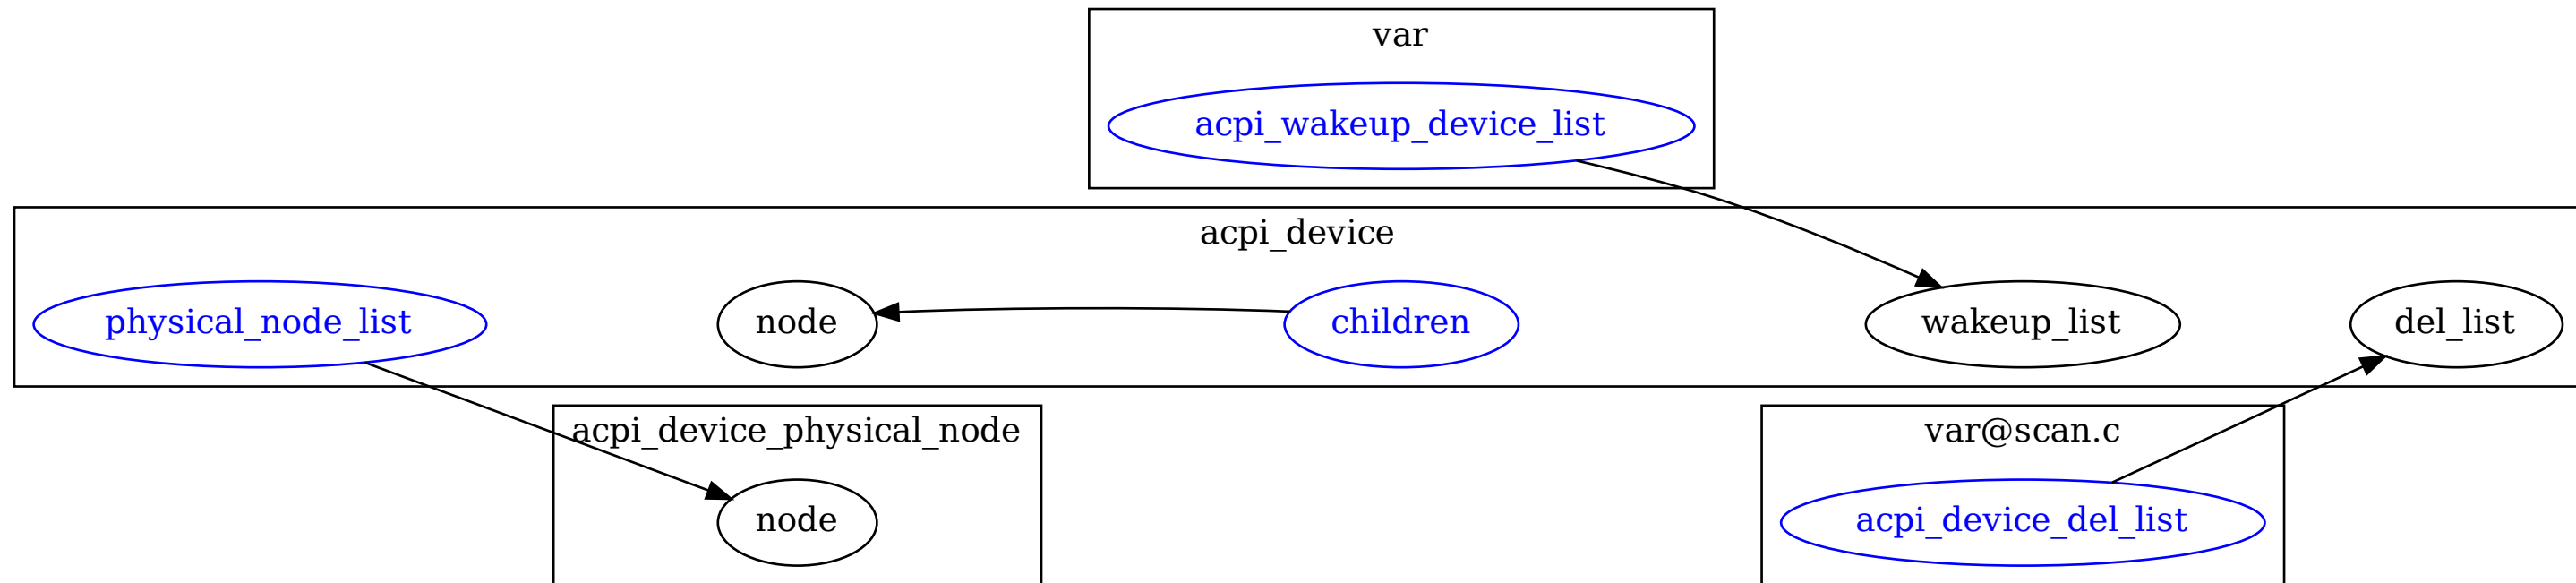 var
acpi_wakeup_device_list
acpi_device
physical_node_list
node
children
wakeup_list
del_list
acpi_device_physical_node
var@scan.c
node
acpi_device_del_list